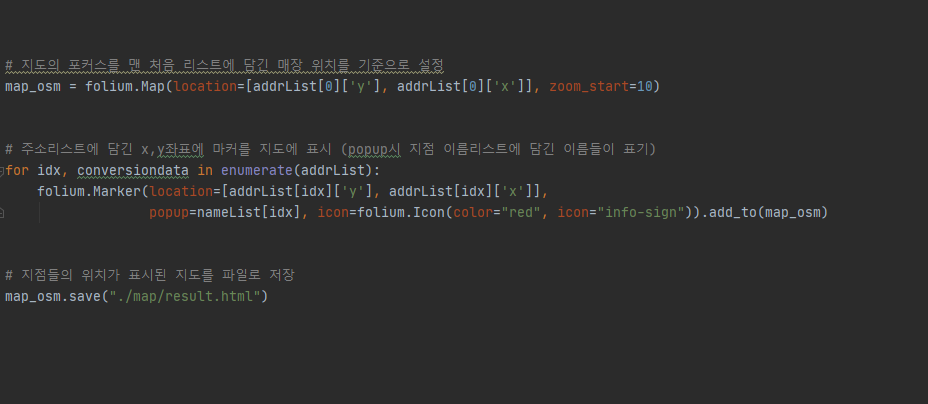 # 지도의 포커스를 맨 처음 리스트에 담긴 매장 위치를 기준으로 설정
map_osm = folium.Map(location=[addrList[0]['y'], addrList[0]['x']], zoom_start=10)
# 주소리스트에 담긴 x,y좌표에 마커를 지도에 표시 (popup시 지점 이름리스트에 담긴 이름들이 표기)
for idx, conversiondata in enumerate(addrList):
    folium.Marker(location=[addrList[idx]['y'], addrList[idx]['x']],
                  popup=nameList[idx], icon=folium.Icon(color="red", icon="info-sign")).add_to(map_osm)
# 지점들의 위치가 표시된 지도를 파일로 저장
map_osm.save("./map/result.html")